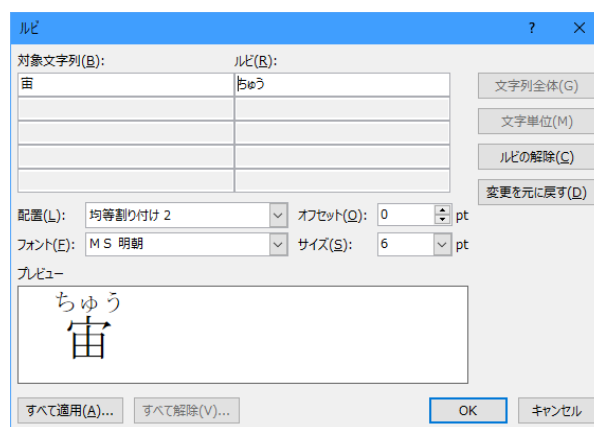 ルビ ? ×
対象文字列(B): ルビ(R):
宙 ちゅう 文字列全体(G)
文字単位(M)
ルビの解除(C)
変更を元に戻す(D)
配置(L): 均等割り付け 2 オフセット(O): 0 pt
フォント(F): MS 明朝 サイズ(S): 6 pt
プレビュー
ちゅう
宙
すべて適用(A)... すべて解除(V)... OK キャンセル